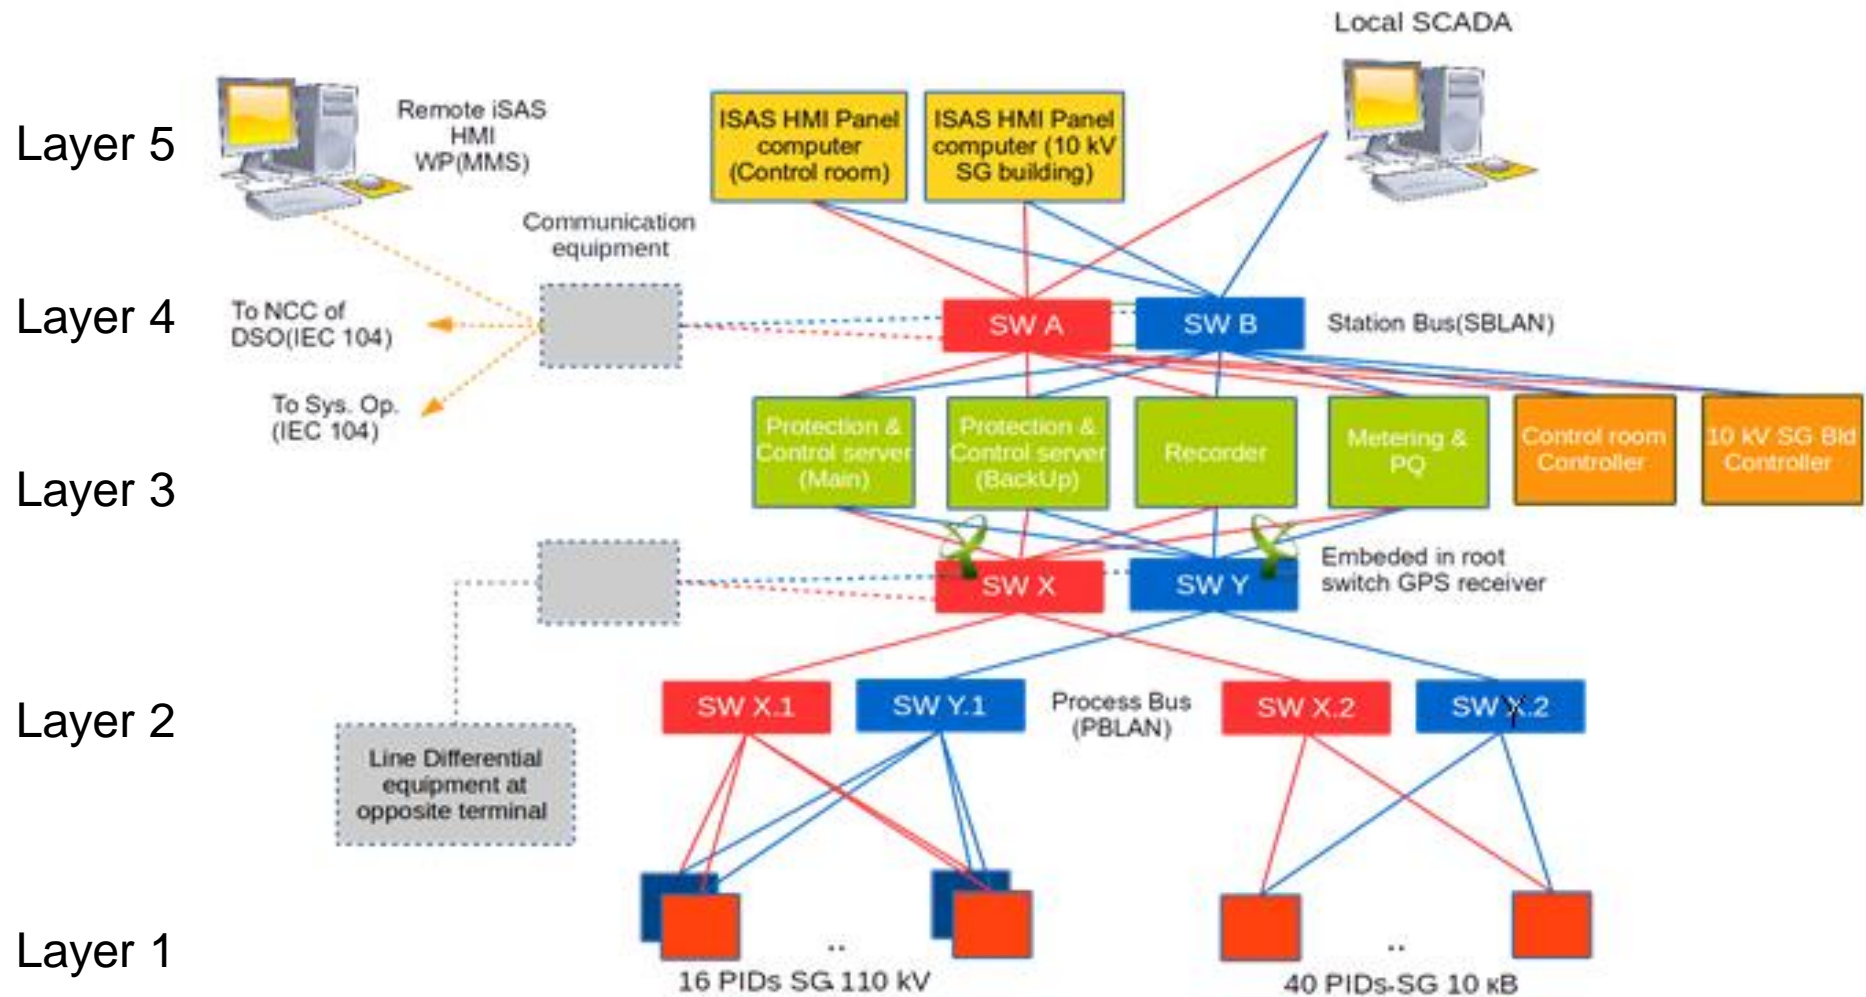 Local SCADA
Layer 5
Remote iSAS
HMI
WP(MMS)
ISAS HMI Panel
computer
(Control room)
ISAS HMI Panel
computer (10 kV
SG building)
Communication
equipment
Layer 4
To NCC of
DSO(IEC 104)
SW A
SW B
Station Bus(SBLAN)
To Sys. Op.
(IEC 104)
Layer 3
Protection &
Control server
(Main)
Protection &
Control server
(BackUp)
Recorder
Metering &
PQ
Control room
Controller
10 kV SG Bld
Controller
SW X
SW Y
Embeded in root
switch GPS receiver
Layer 2
SW X.1
SW Y.1
Process Bus
(PBLAN)
SW X.2
SW Y.2
Line Differential
equipment at
opposite terminal
Layer 1
..
..
16 PIDs SG 110 kV
40 PIDs-SG 10 кВ